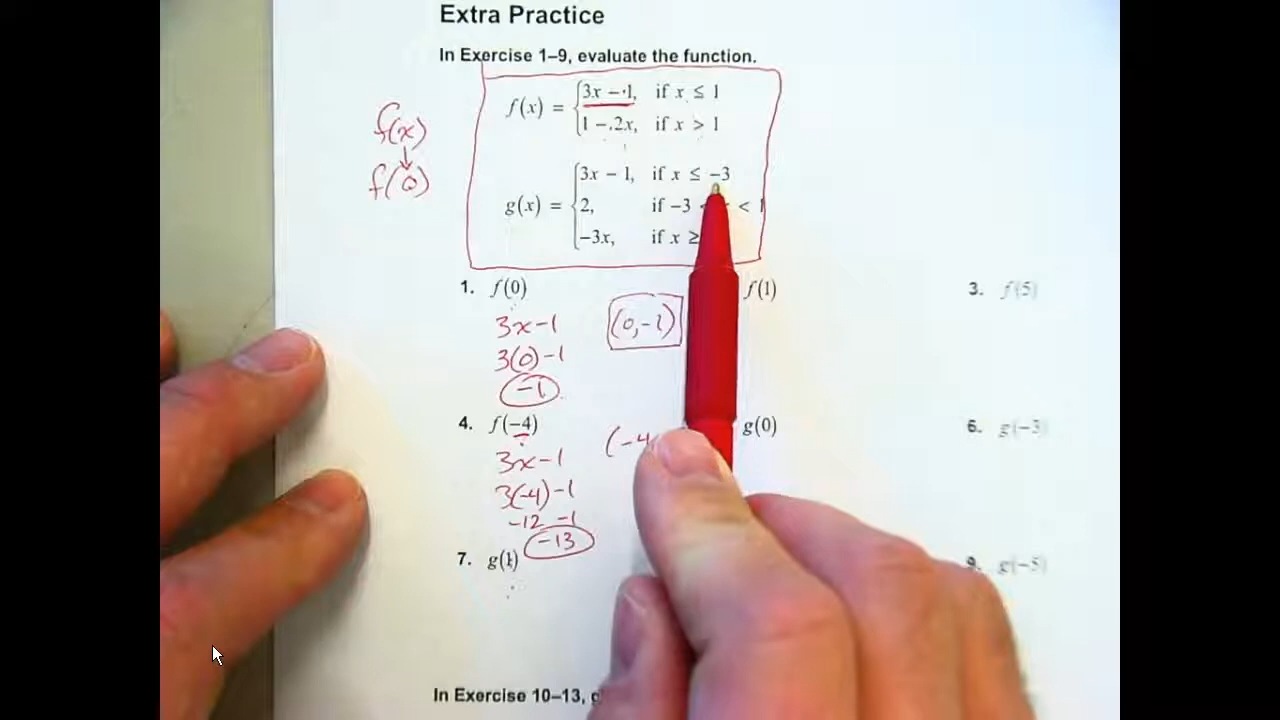 Extra Practice
In Exercise 1–9, evaluate the function.
f(x) = { 3x – 1, if x ≤ 1
1 – 2x, if x > 1
g(x) = { 3x – 1, if x ≤ –3
2, if –3 < 1
–3x, if x ≥
f(x)
↓
f(0)
1. f(0) f(1) 3. f(5)
3x–1 (0,–1)
3(0)–1
–1
4. f(–4) g(0) 6. g(–3)
3x–1 (–4,
3(–4)–1
–12 –1
–13
7. g(1) 9. g(–5)
In Exercise 10–13,